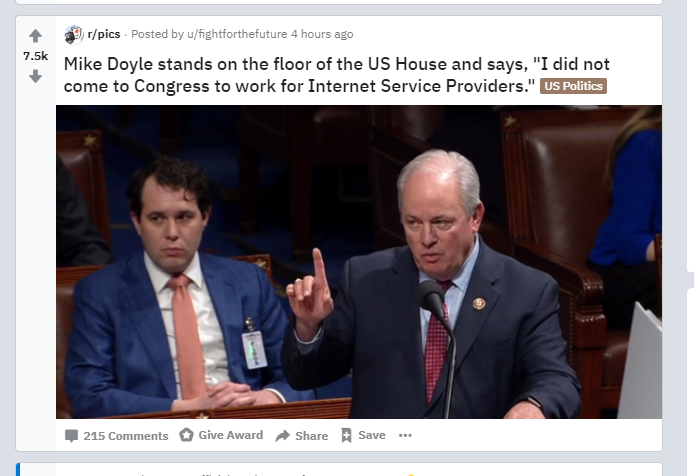 r/pics · Posted by u/fightforthefuture 4 hours ago
7.5k
Mike Doyle stands on the floor of the US House and says, "I did not
come to Congress to work for Internet Service Providers." US Politics
215 Comments Give Award Share Save ...